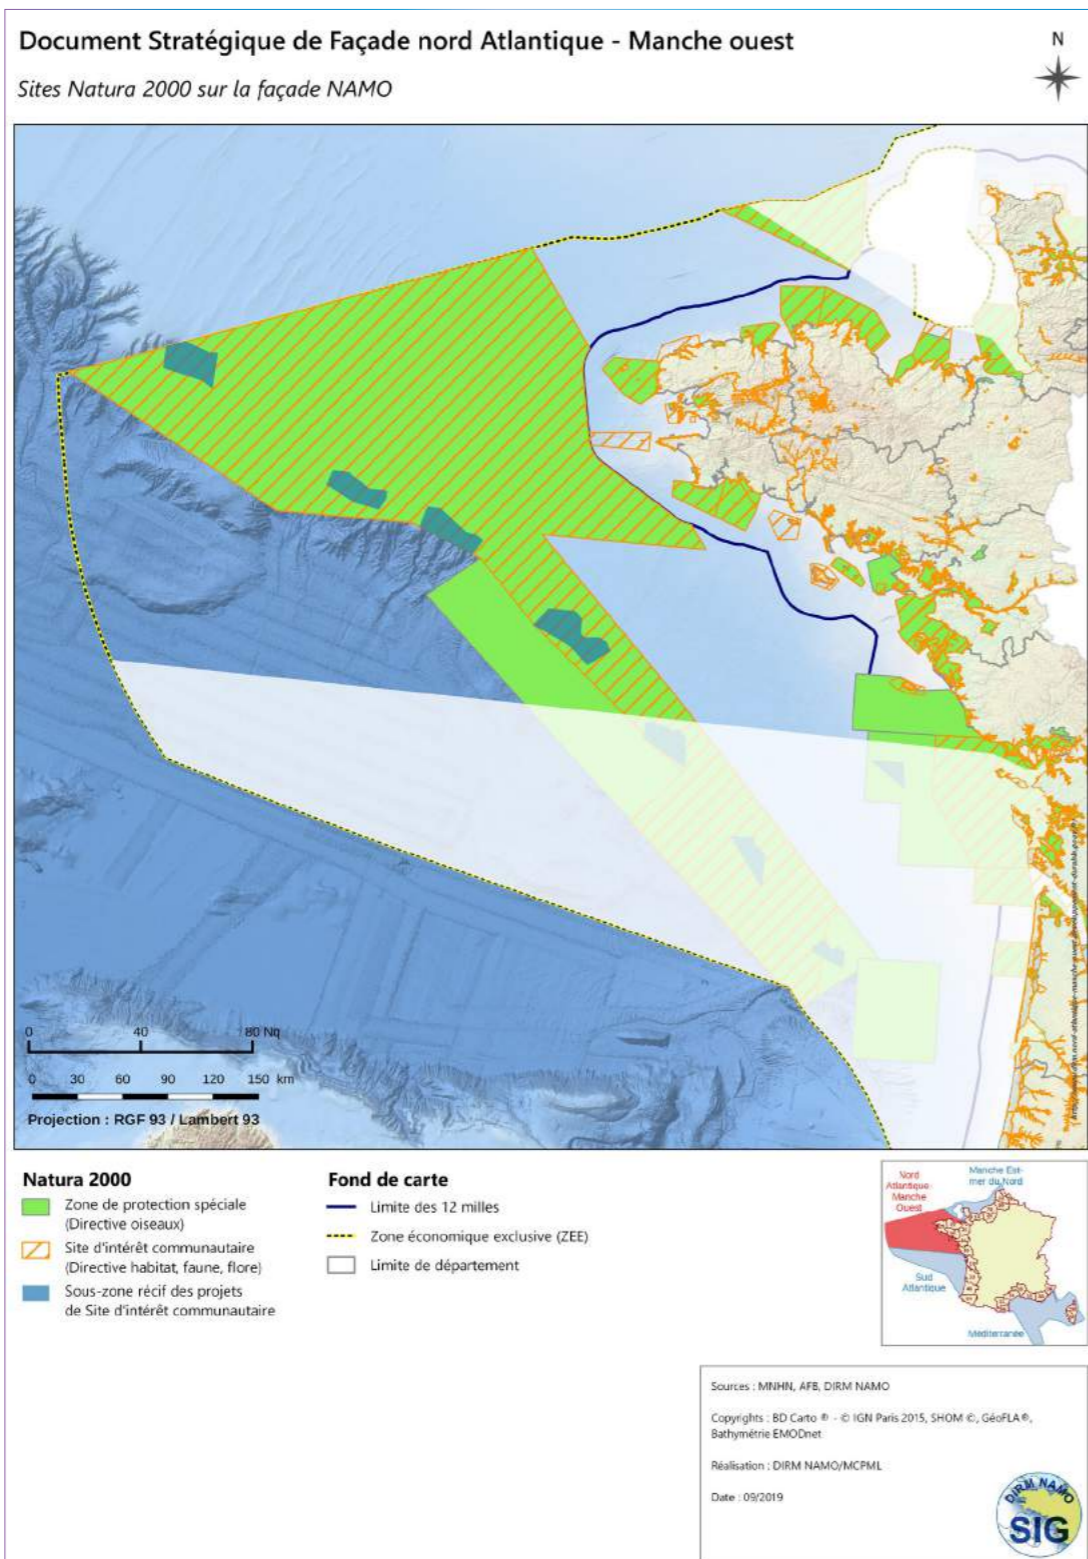 Document Stratégique de Façade nord Atlantique - Manche ouest
Sites Natura 2000 sur la façade NAMO
N
0 40 80 Nq
0 30 60 90 120 150 km
Projection : RGF 93 / Lambert 93
Natura 2000
Zone de protection spéciale
(Directive oiseaux)
Site d'intérêt communautaire
(Directive habitat, faune, flore)
Sous-zone récif des projets
de Site d'intérêt communautaire
Fond de carte
Limite des 12 milles
Zone économique exclusive (ZEE)
Limite de département
Nord
Atlantique-
Manche
Ouest
Manche Est-
mer du Nord
Sud
Atlantique
Méditerranée
Sources : MNHN, AFB, DIRM NAMO
Copyrights : BD Carto ® - © IGN Paris 2015, SHOM ©, GéoFLA®,
Bathymétrie EMODnet
Réalisation : DIRM NAMO/MCPML
Date : 09/2019
DIRM NAMO
SIG